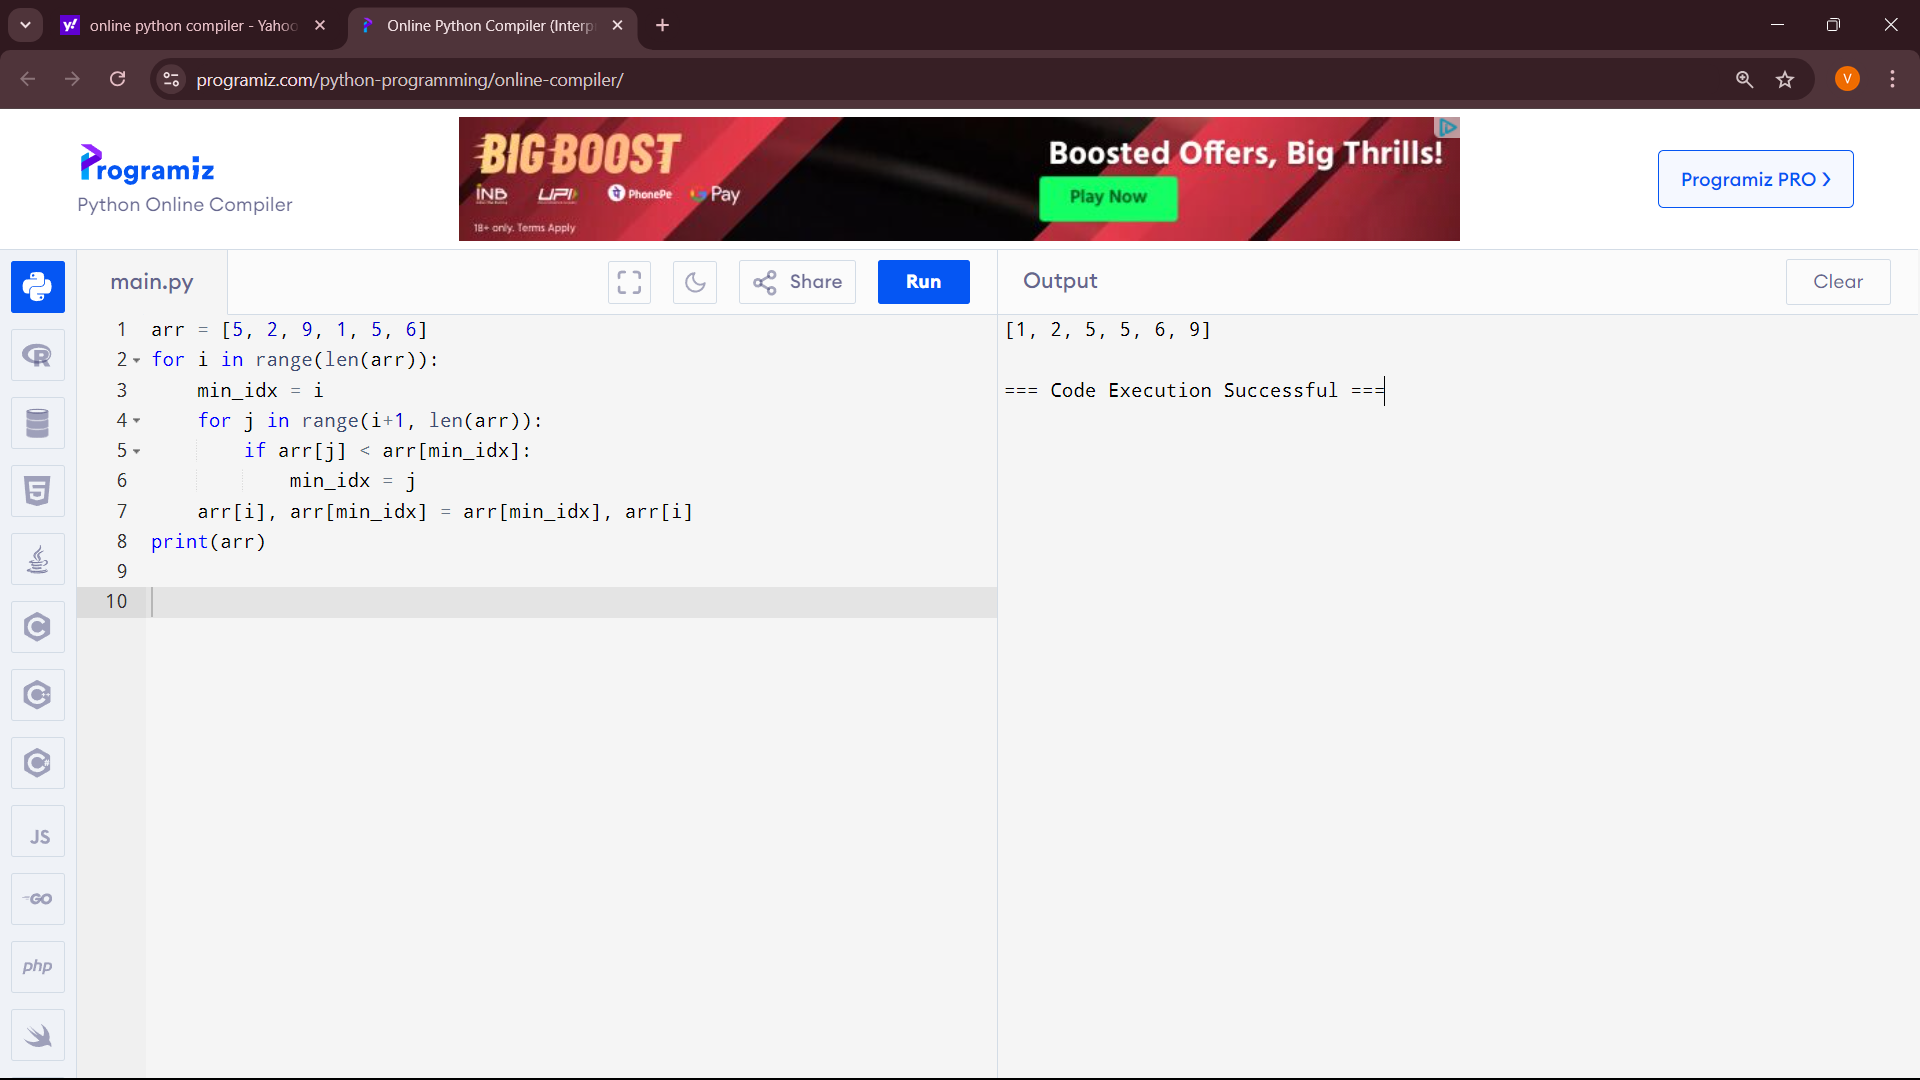 online python compiler - Yahoo
Online Python Compiler (Interp
programiz.com/python-programming/online-compiler/
V
Programiz
Python Online Compiler
BIG BOOST
UPI PhonePe G Pay
18+ only. Terms Apply
Boosted Offers, Big Thrills!
Play Now
Programiz PRO >
main.py
Share
Run
Output
Clear
1 arr = [5, 2, 9, 1, 5, 6]
2 for i in range(len(arr)):
3     min_idx = i
4     for j in range(i+1, len(arr)):
5         if arr[j] < arr[min_idx]:
6             min_idx = j
7     arr[i], arr[min_idx] = arr[min_idx], arr[i]
8 print(arr)
9
10
[1, 2, 5, 5, 6, 9]
=== Code Execution Successful ===
R
5
C
C++
C#
JS
GO
php